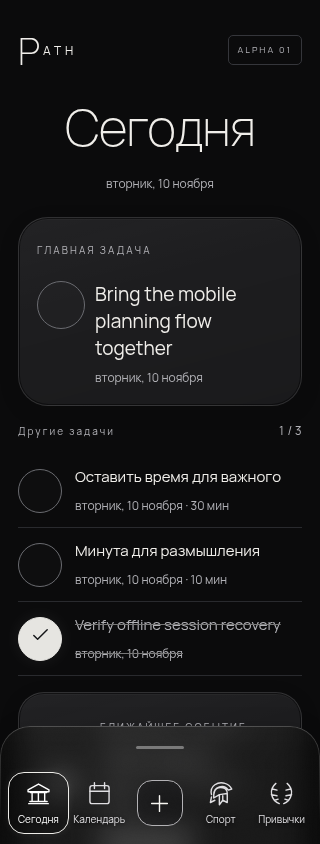 PATH
ALPHA 01
Сегодня
вторник, 10 ноября
ГЛАВНАЯ ЗАДАЧА
Bring the mobile
planning flow
together
вторник, 10 ноября
Другие задачи
1 / 3
Оставить время для важного
вторник, 10 ноября · 30 мин
Минута для размышления
вторник, 10 ноября · 10 мин
Verify offline session recovery
вторник, 10 ноября
БЛИЖАЙШЕЕ СОБЫТИЕ
Сегодня
Календарь
Спорт
Привычки